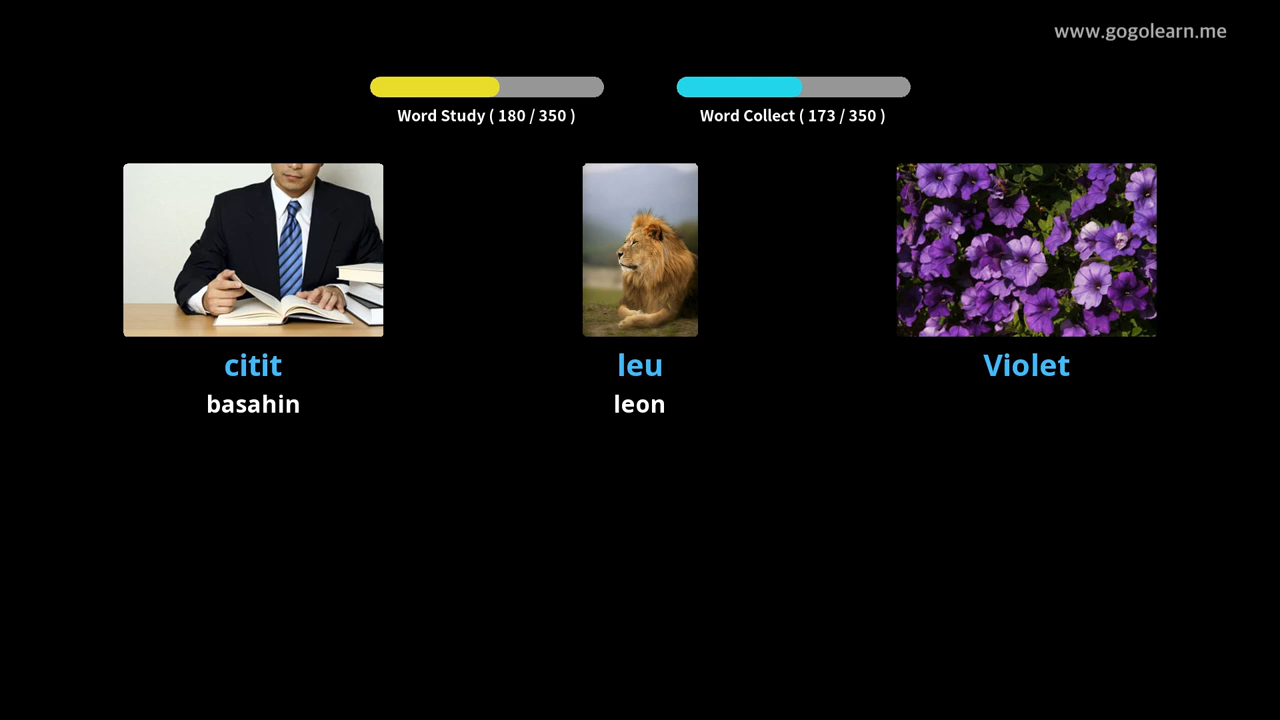 www.gogolearn.me
Word Study ( 180 / 350 )
Word Collect ( 173 / 350 )
citit
leu
Violet
basahin
leon